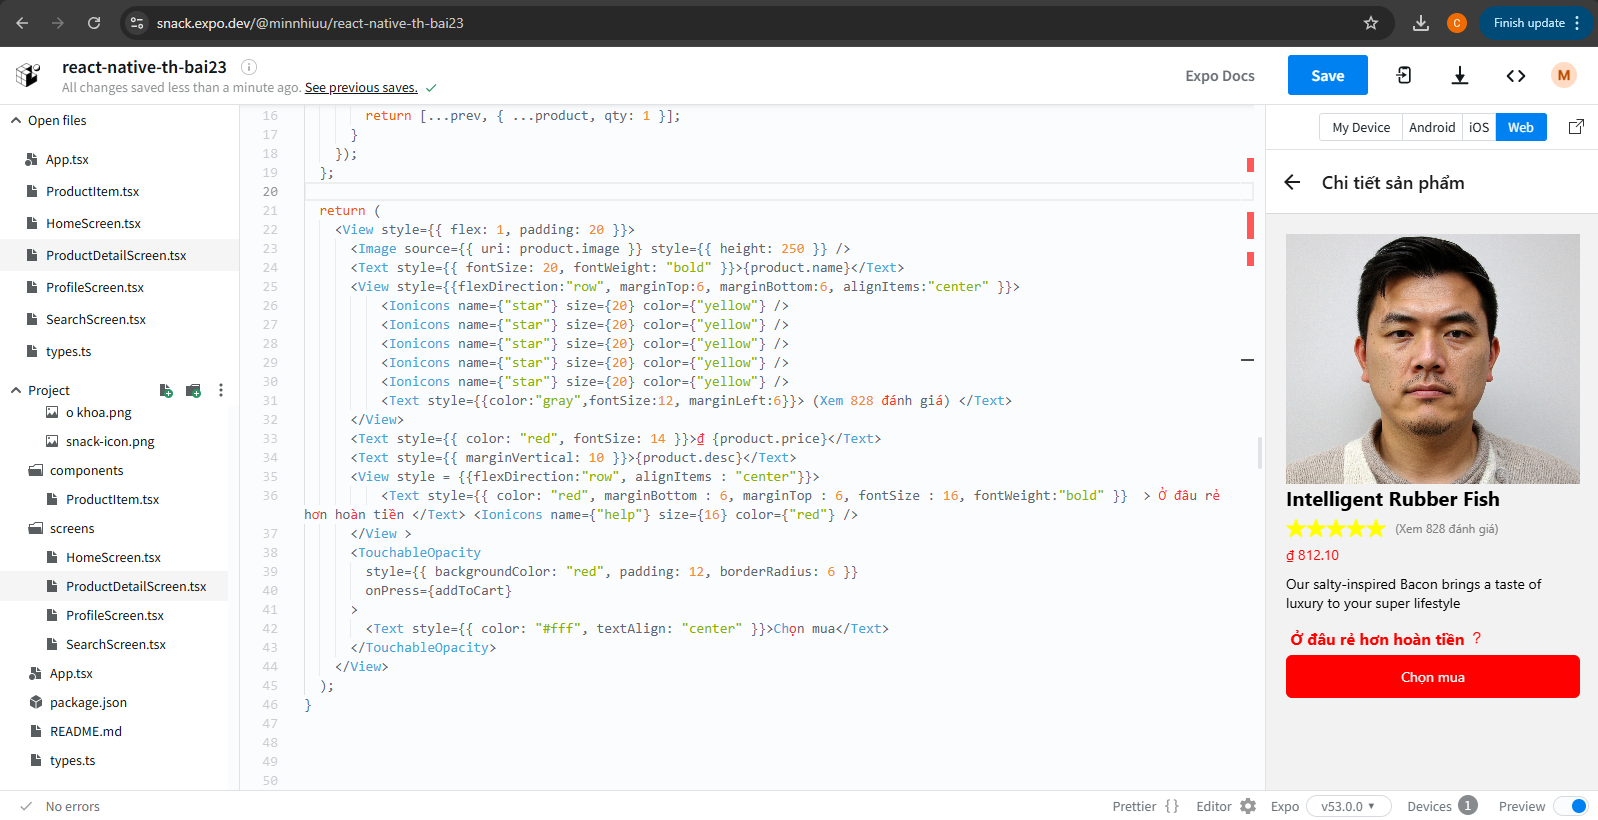 snack.expo.dev/@minnhiuu/react-native-th-bai23
C
Finish update
react-native-th-bai23
All changes saved less than a minute ago. See previous saves.
Expo Docs
Save
M
Open files
App.tsx
ProductItem.tsx
HomeScreen.tsx
ProductDetailScreen.tsx
ProfileScreen.tsx
SearchScreen.tsx
types.ts
Project
o khoa.png
snack-icon.png
components
ProductItem.tsx
screens
HomeScreen.tsx
ProductDetailScreen.tsx
ProfileScreen.tsx
SearchScreen.tsx
App.tsx
package.json
README.md
types.ts
16 return [...prev, { ...product, qty: 1 }];
17 }
18 });
19 };
20
21 return (
22 <View style={{ flex: 1, padding: 20 }}>
23 <Image source={{ uri: product.image }} style={{ height: 250 }} />
24 <Text style={{ fontSize: 20, fontWeight: "bold" }}>{product.name}</Text>
25 <View style={{flexDirection:"row", marginTop:6, marginBottom:6, alignItems:"center" }}>
26 <Ionicons name={"star"} size={20} color={"yellow"} />
27 <Ionicons name={"star"} size={20} color={"yellow"} />
28 <Ionicons name={"star"} size={20} color={"yellow"} />
29 <Ionicons name={"star"} size={20} color={"yellow"} />
30 <Ionicons name={"star"} size={20} color={"yellow"} />
31 <Text style={{color:"gray",fontSize:12, marginLeft:6}}> (Xem 828 đánh giá) </Text>
32 </View>
33 <Text style={{ color: "red", fontSize: 14 }}>₫ {product.price}</Text>
34 <Text style={{ marginVertical: 10 }}>{product.desc}</Text>
35 <View style = {{flexDirection:"row", alignItems : "center"}}>
36 <Text style={{ color: "red", marginBottom : 6, marginTop : 6, fontSize : 16, fontWeight:"bold" }}  > Ở đâu rẻ
hơn hoàn tiền </Text> <Ionicons name={"help"} size={16} color={"red"} />
37 </View >
38 <TouchableOpacity
39 style={{ backgroundColor: "red", padding: 12, borderRadius: 6 }}
40 onPress={addToCart}
41 >
42 <Text style={{ color: "#fff", textAlign: "center" }}>Chọn mua</Text>
43 </TouchableOpacity>
44 </View>
45 );
46 }
47
48
49
50
My Device
Android
iOS
Web
Chi tiết sản phẩm
Intelligent Rubber Fish
(Xem 828 đánh giá)
₫ 812.10
Our salty-inspired Bacon brings a taste of
luxury to your super lifestyle
Ở đâu rẻ hơn hoàn tiền ?
Chọn mua
No errors
Prettier {}
Editor
Expo
v53.0.0
Devices 1
Preview